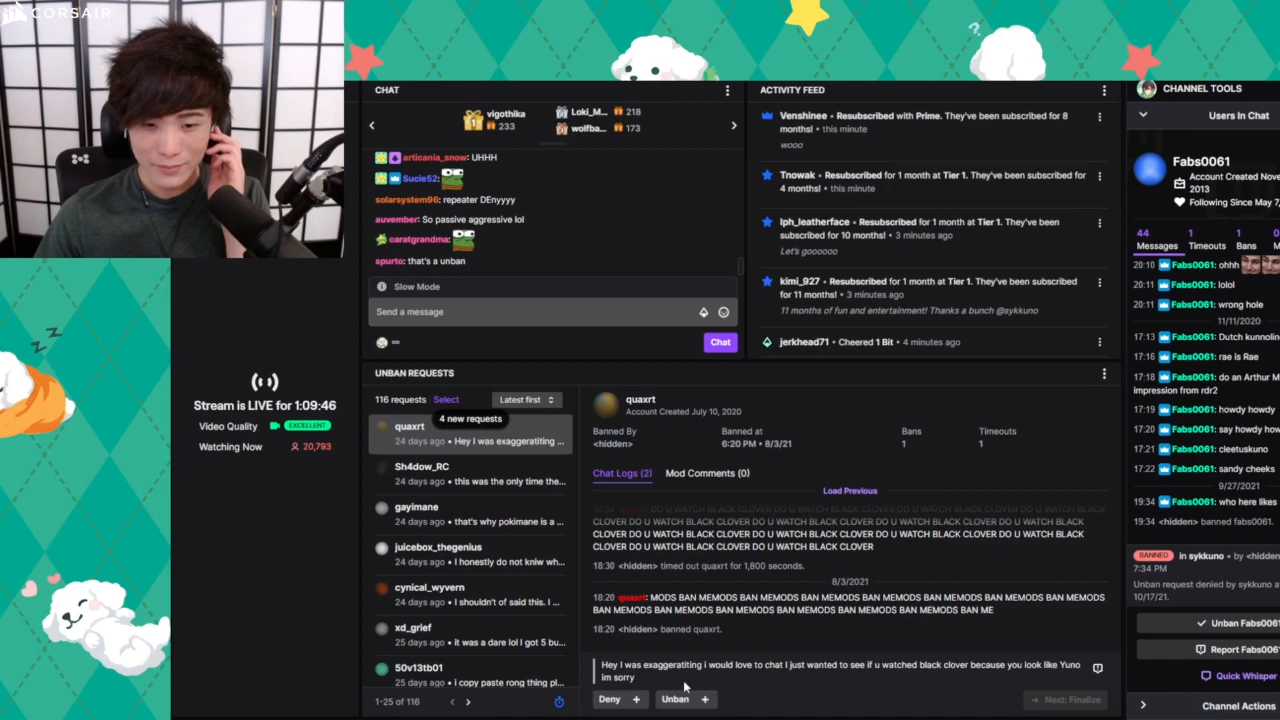 CORSAIR
CHAT
vigothika
233
Loki_M... 218
wolfba... 173
articania_snow: UHHH
Sucie52:
solarsystem96: repeater DEnyyyy
auvember: So passive aggressive lol
caratgrandma:
spurto: that's a unban
Slow Mode
Send a message
Chat
ACTIVITY FEED
Venshinee • Resubscribed with Prime. They've been subscribed for 8
months! • this minute
wooo
Tnowak • Resubscribed for 1 month at Tier 1. They've been subscribed for
4 months! • this minute
lph_leatherface • Resubscribed for 1 month at Tier 1. They've been
subscribed for 10 months! • 3 minutes ago
Let's goooooo
kimi_927 • Resubscribed for 1 month at Tier 1. They've been subscribed
for 11 months! • 3 minutes ago
11 months of fun and entertainment! Thanks a bunch @sykkuno
jerkhead71 • Cheered 1 Bit • 4 minutes ago
CHANNEL TOOLS
Users In Chat
Fabs0061
Account Created Nove
2013
Following Since May 7,
44 1 1 0
Messages Timeouts Bans M
20:10 Fabs0061: ohhh
20:11 Fabs0061: lolol
20:11 Fabs0061: wrong hole
11/11/2020
17:13 Fabs0061: Dutch kunnoling
17:16 Fabs0061: rae is Rae
17:18 Fabs0061: do an Arthur M
impression from rdr2
17:19 Fabs0061: howdy howdy
17:20 Fabs0061: say howdy how
17:21 Fabs0061: cleetuskuno
17:22 Fabs0061: sandy cheeks
9/27/2021
19:34 Fabs0061: who here likes
19:34 <hidden> banned fabs0061.
BANNED in sykkuno • by <hidden
7:34 PM
Unban request denied by sykkuno at
10/17/21.
Unban Fabs0061
Report Fabs0061
Quick Whisper
Channel Actions
Stream is LIVE for 1:09:46
Video Quality EXCELLENT
Watching Now 20,793
UNBAN REQUESTS
116 requests Select Latest first
4 new requests
quaxrt
24 days ago • Hey I was exaggeratiting ...
Sh4dow_RC
24 days ago • this was the only time the...
gayimane
24 days ago • that's why pokimane is a ...
juicebox_thegenius
24 days ago • I honestly do not kniw wh...
cynical_wyvern
24 days ago • I shouldn't of said this. I ...
xd_grief
25 days ago • it was a dare lol I got 5 bu...
50v13tb01
25 days ago • i copy paste rong thing pl...
1-25 of 116
quaxrt
Account Created July 10, 2020
Banned By Banned at Bans Timeouts
<hidden> 6:20 PM • 8/3/21 1 1
Chat Logs (2) Mod Comments (0)
Load Previous
DO U WATCH BLACK CLOVER DO U WATCH BLACK CLOVER DO U WATCH BLACK CLOVER DO U WATCH BLACK
CLOVER DO U WATCH BLACK CLOVER DO U WATCH BLACK CLOVER DO U WATCH BLACK CLOVER DO U WATCH BLACK
CLOVER DO U WATCH BLACK CLOVER DO U WATCH BLACK CLOVER DO U WATCH BLACK CLOVER DO U WATCH BLACK
CLOVER DO U WATCH BLACK CLOVER DO U WATCH BLACK CLOVER
18:30 <hidden> timed out quaxrt for 1,800 seconds.
8/3/2021
18:20 quaxrt: MODS BAN MEMODS BAN MEMODS BAN MEMODS BAN MEMODS BAN MEMODS BAN MEMODS BAN MEMODS
BAN MEMODS BAN MEMODS BAN MEMODS BAN MEMODS BAN MEMODS BAN MEMODS BAN ME
18:20 <hidden> banned quaxrt.
Hey I was exaggeratiting i would love to chat I just wanted to see if u watched black clover because you look like Yuno
im sorry
Deny +
Unban +
Next: Finalize